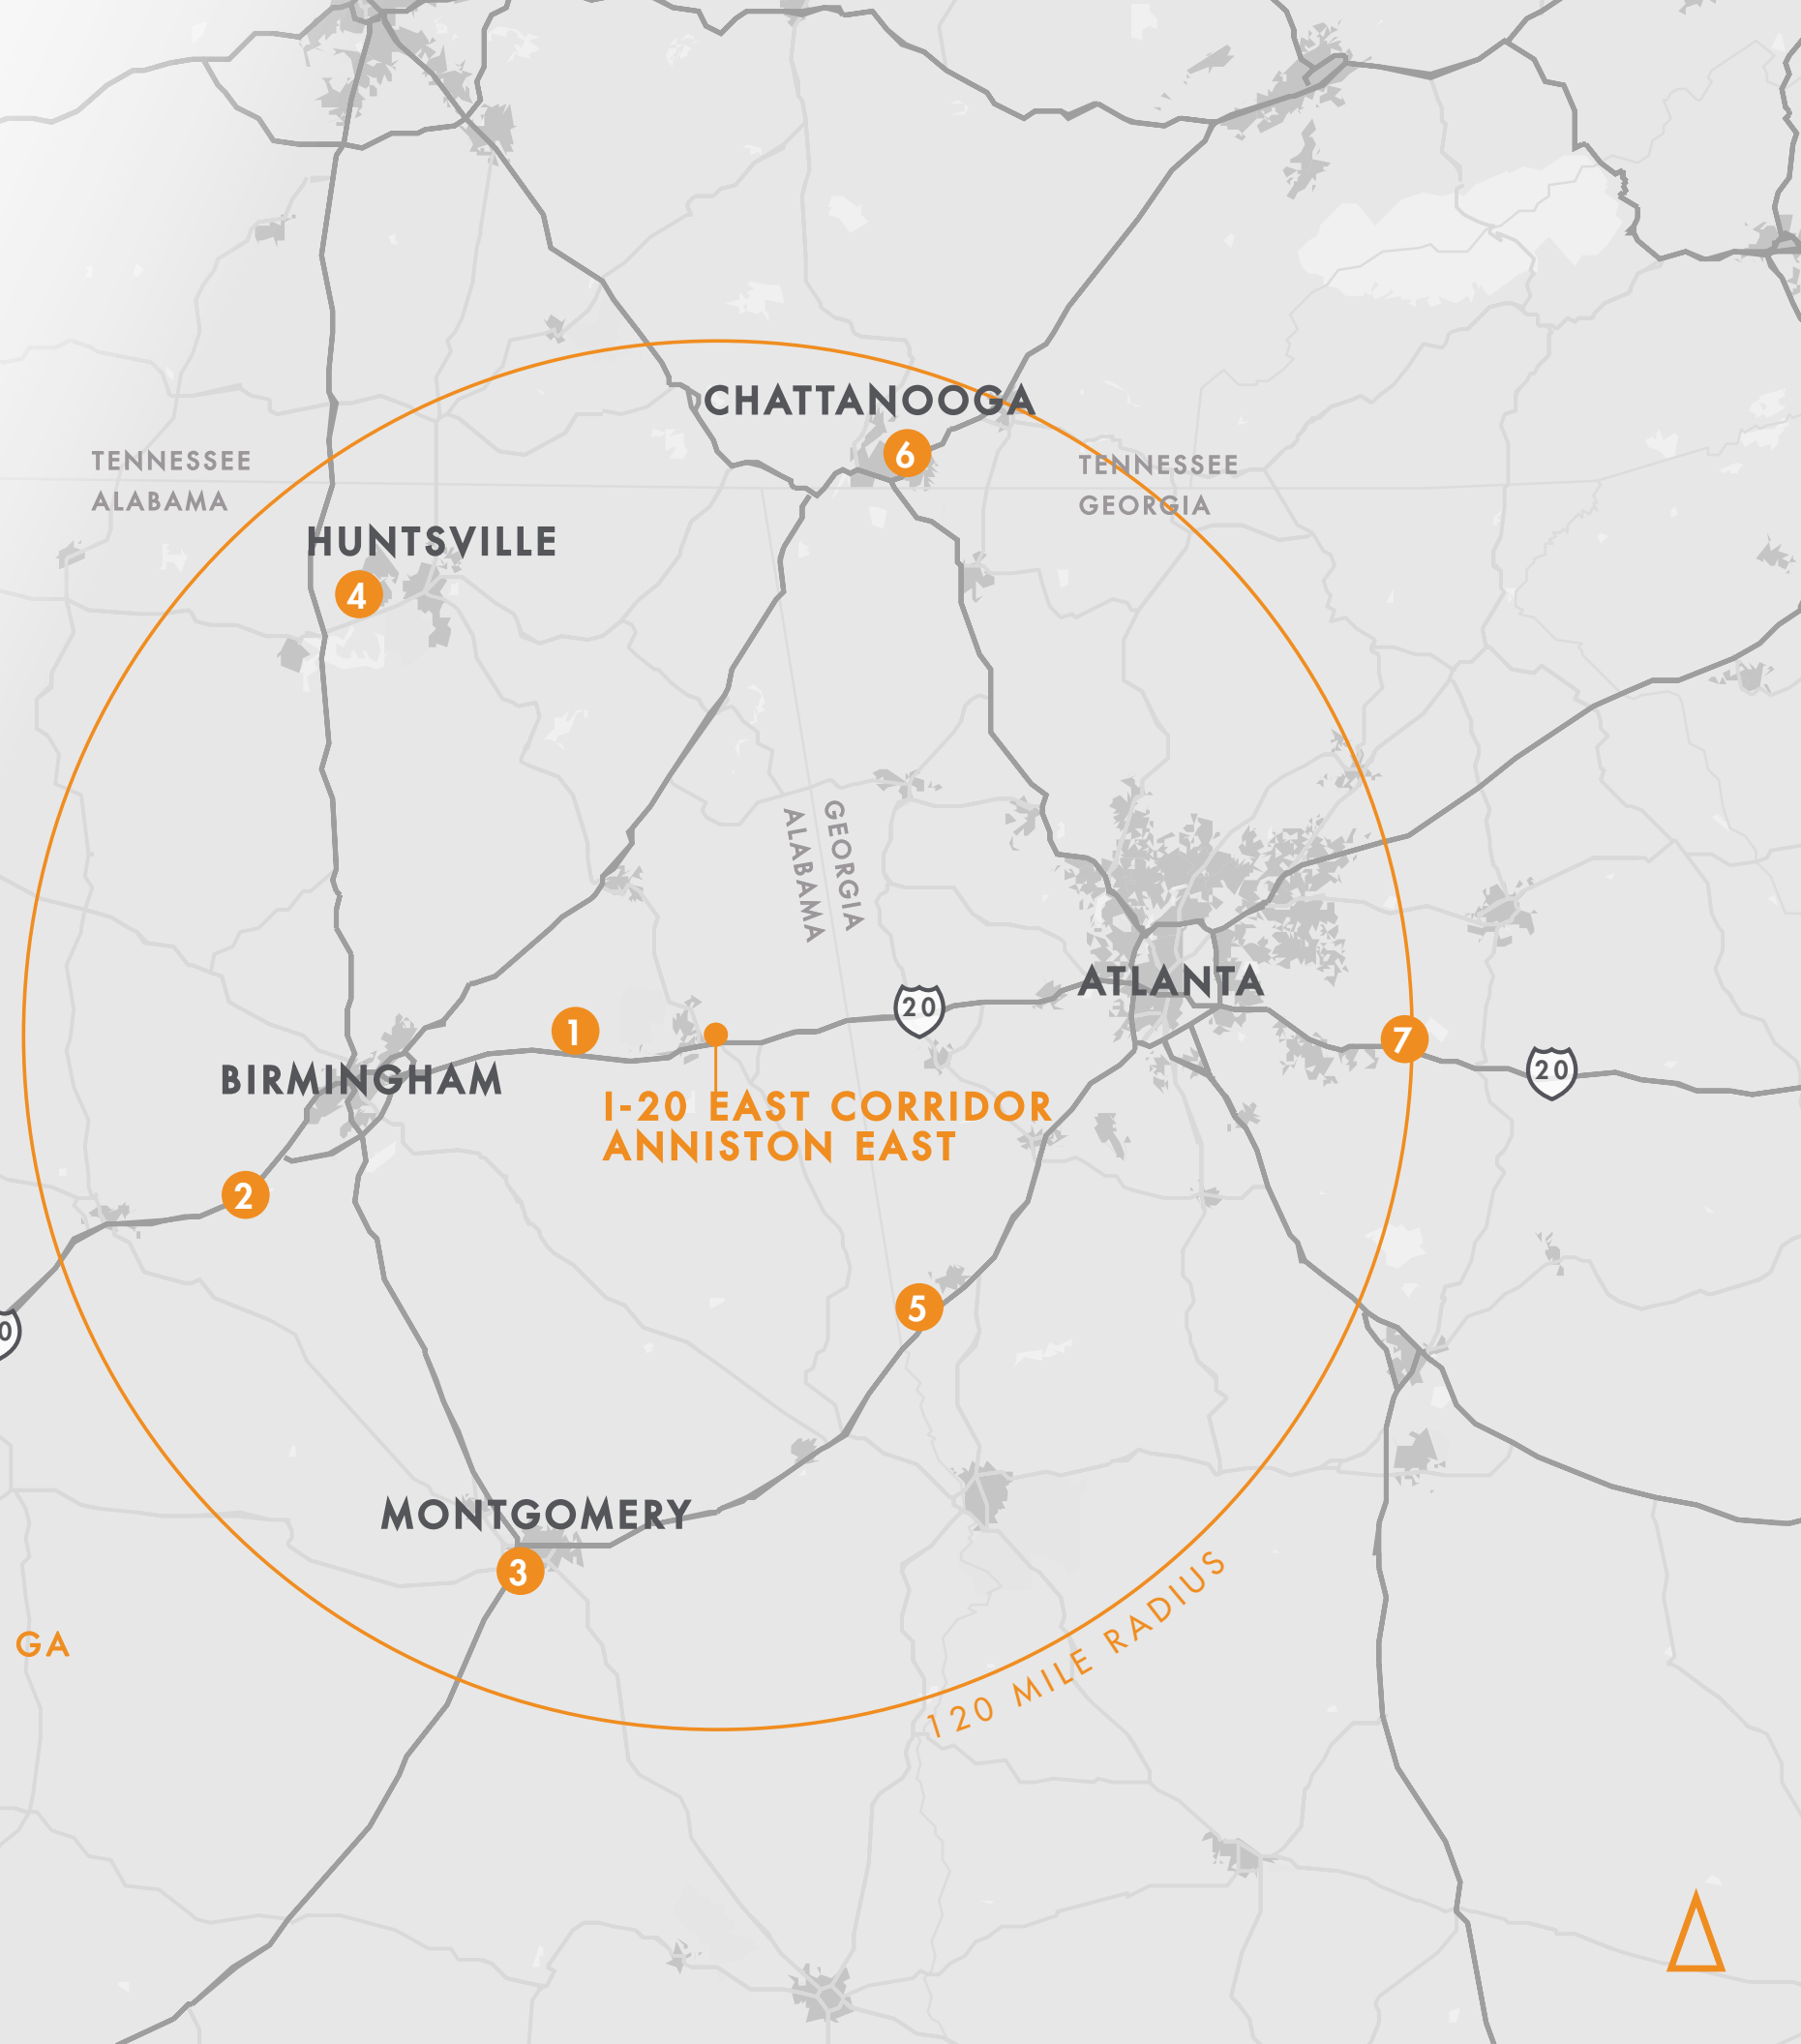 CHATTANOOGA
6
TENNESSEE
ALABAMA
TENNESSEE
GEORGIA
HUNTSVILLE
4
GEORGIA
ALABAMA
ATLANTA
20
1
7
20
BIRMINGHAM
I-20 EAST CORRIDOR
ANNISTON EAST
2
5
0
MONTGOMERY
3
120 MILE RADIUS
GA